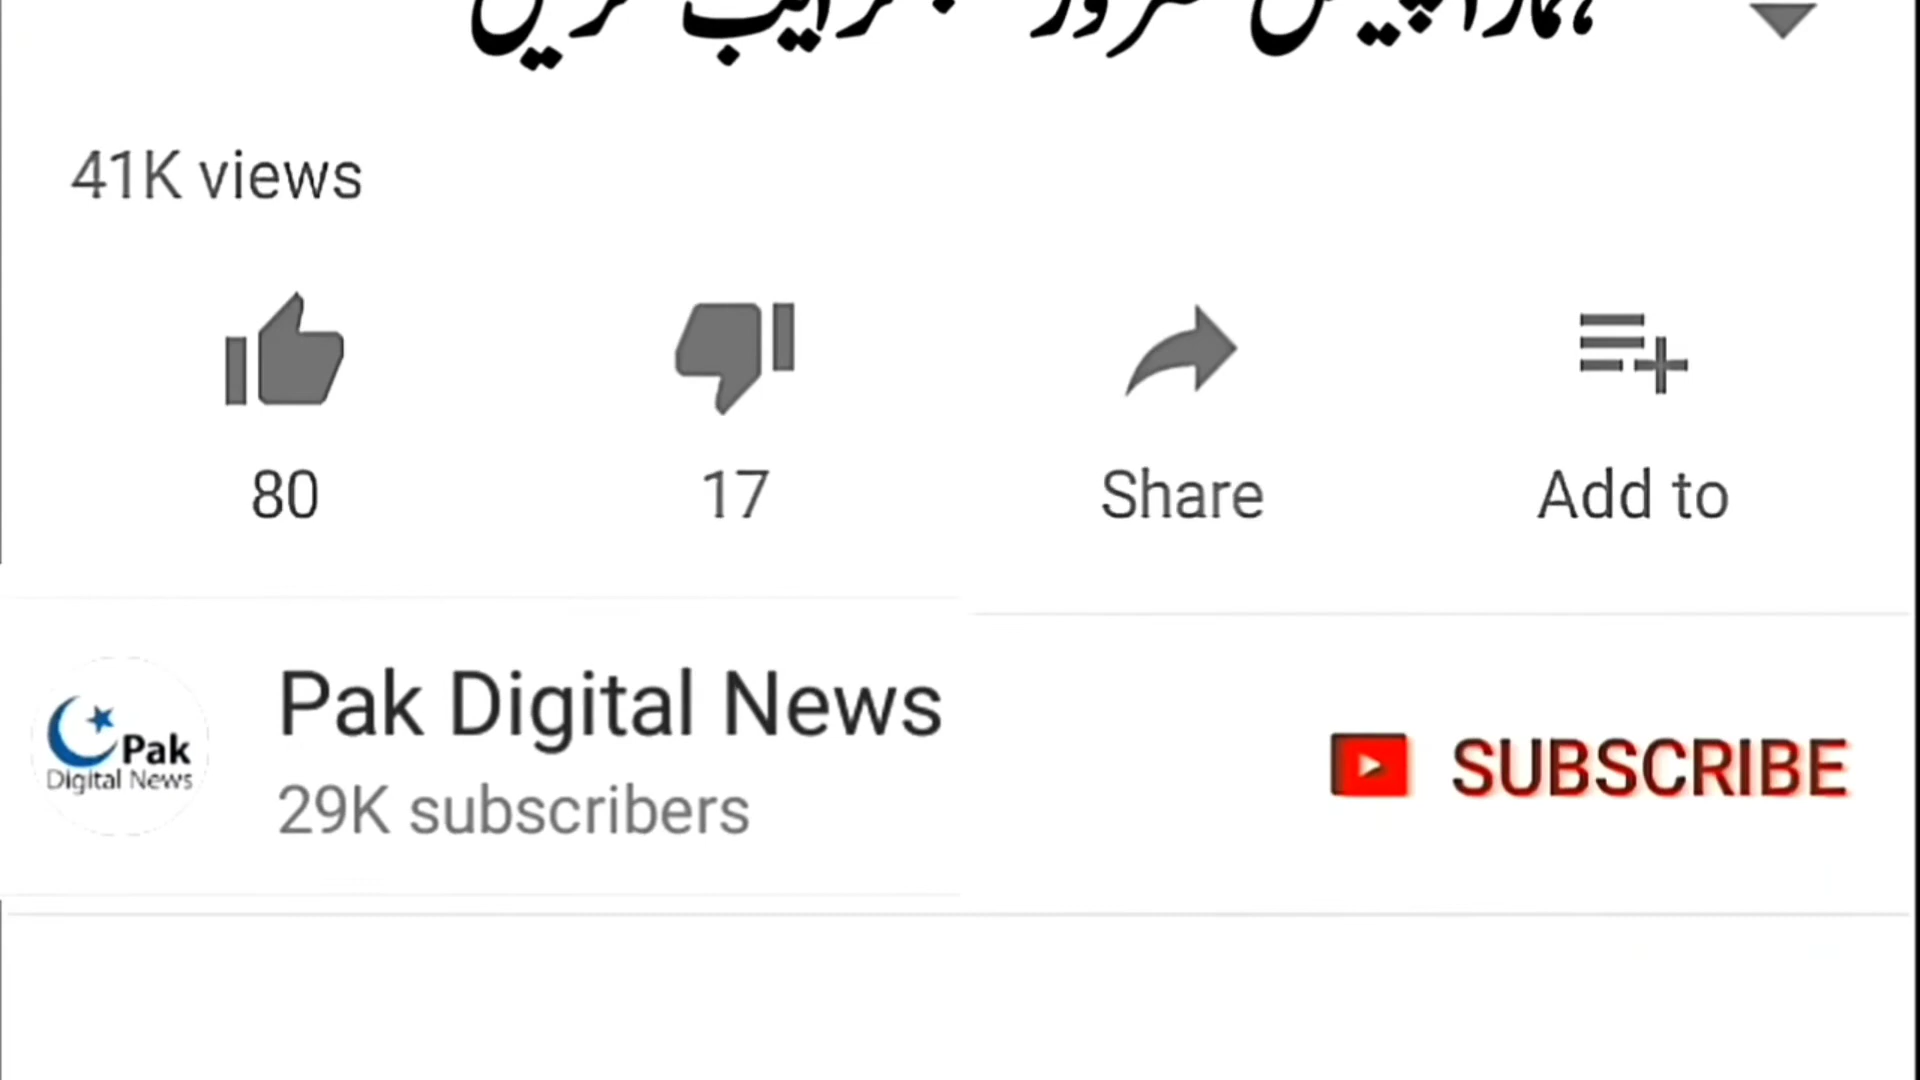 41K views
80
17
Share
Add to
Pak Digital News
29K subscribers
SUBSCRIBE
Pak
Digital News